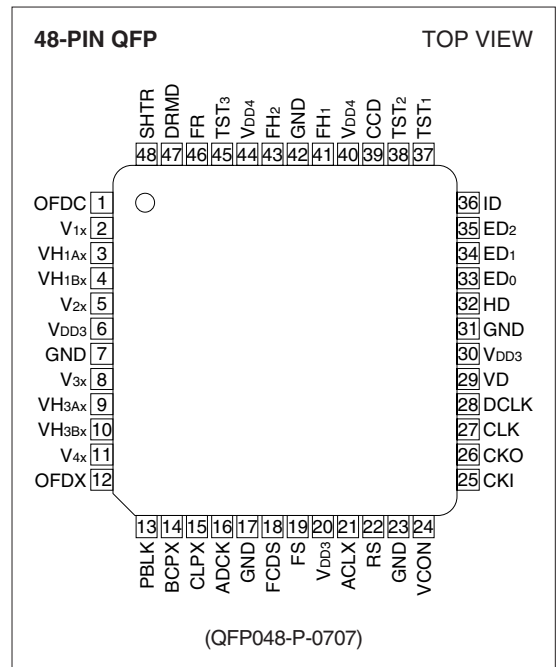 48-PIN QFP TOP VIEW
SHTR DRMD FR TST3 VDD4 FH2 GND FH1 VDD4 CCD TST2 TST1
48 47 46 45 44 43 42 41 40 39 38 37
OFDC 1 36 ID
V1X 2 35 ED2
VH1AX 3 34 ED1
VH1BX 4 33 ED0
V2X 5 32 HD
VDD3 6 31 GND
GND 7 30 VDD3
V3X 8 29 VD
VH3AX 9 28 DCLK
VH3BX 10 27 CLK
V4X 11 26 CKO
OFDX 12 25 CKI
13 14 15 16 17 18 19 20 21 22 23 24
PBLK BCPX CLPX ADCK GND FCDS FS VDD3 ACLX RS GND VCON
(QFP048-P-0707)